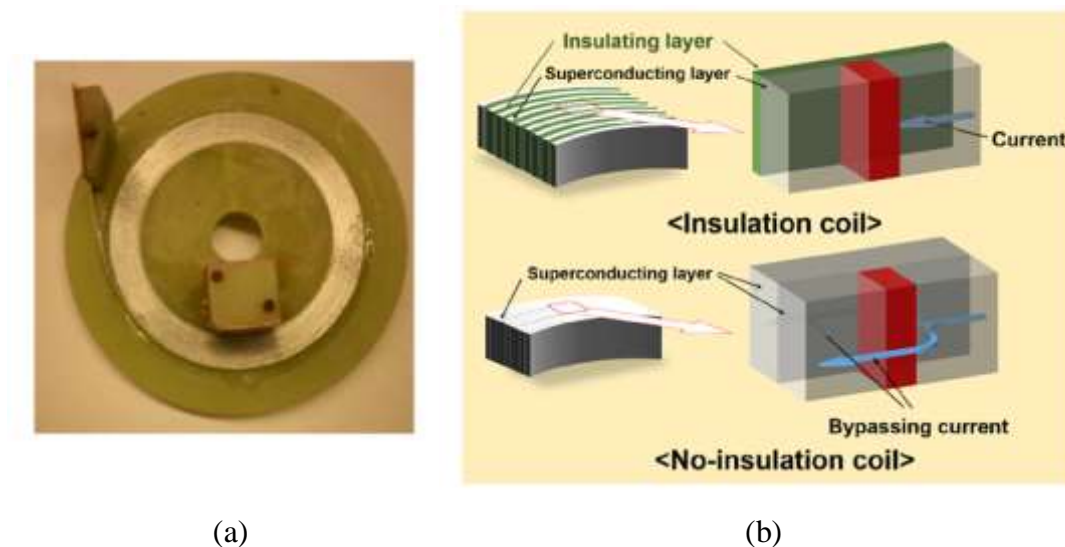 Insulating layer
Superconducting layer
Current
<Insulation coil>
Superconducting layer
Bypassing current
<No-insulation coil>
(a)
(b)